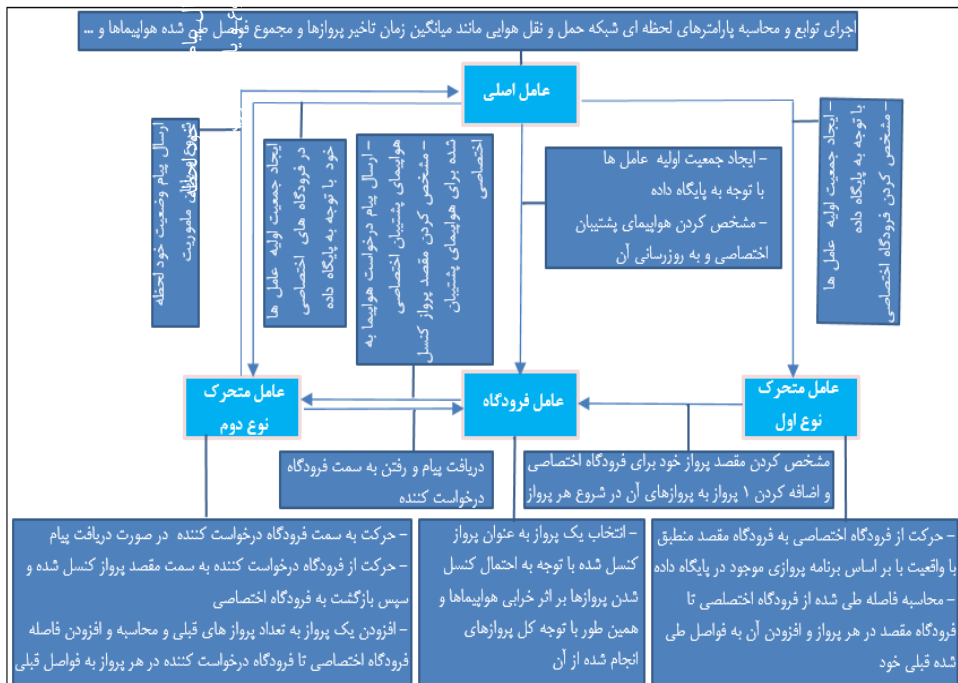 اجرای توابع و محاسبه پارامترهای لحظه ای شبکه حمل و نقل هوایی مانند میانگین زمان تاخیر پروازها و مجموع فواصل طی شده هواپیماها و ...
عامل اصلی
- ایجاد جمعیت اولیه عامل ها
با توجه به پایگاه داده
- مشخص کردن فرودگاه اختصاصی
- ایجاد جمعیت اولیه عامل ها
با توجه به پایگاه داده
- مشخص کردن هواپیمای پشتیبان
اختصاصی و به روزرسانی آن
- ارسال پیام درخواست هواپیما به
هواپیمای پشتیبان اختصاصی
- مشخص کردن مقصد پرواز کنسل
شده برای هواپیمای پشتیبان
اختصاصی
ایجاد جمعیت اولیه عامل ها
در فرودگاه های اختصاصی
خود با توجه به پایگاه داده
ارسال پیام وضعیت خود لحظه
ماموریت
عامل متحرک
نوع اول
عامل فرودگاه
عامل متحرک
نوع دوم
مشخص کردن مقصد پرواز خود برای فرودگاه اختصاصی
و اضافه کردن ۱ پرواز به پروازهای آن در شروع هر پرواز
دریافت پیام و رفتن به سمت فرودگاه
درخواست کننده
- حرکت از فرودگاه اختصاصی به فرودگاه مقصد منطبق
با واقعیت با بر اساس برنامه پروازی موجود در پایگاه داده
- محاسبه فاصله طی شده از فرودگاه اختصلصی تا
فرودگاه مقصد در هر پرواز و افزودن آن به فواصل طی
شده قبلی خود
- انتخاب یک پرواز به عنوان پرواز
کنسل شده با توجه به احتمال کنسل
شدن پروازها بر اثر خرابی هواپیماها و
همین طور با توجه کل پروازهای
انجام شده از آن
- حرکت به سمت فرودگاه درخواست کننده در صورت دریافت پیام
- حرکت از فرودگاه درخواست کننده به سمت مقصد پرواز کنسل شده و
سپس بازگشت به فرودگاه اختصاصی
- افزودن یک پرواز به تعداد پرواز های قبلی و محاسبه و افزودن فاصله
فرودگاه اختصاصی تا فرودگاه درخواست کننده در هر پرواز به فواصل قبلی